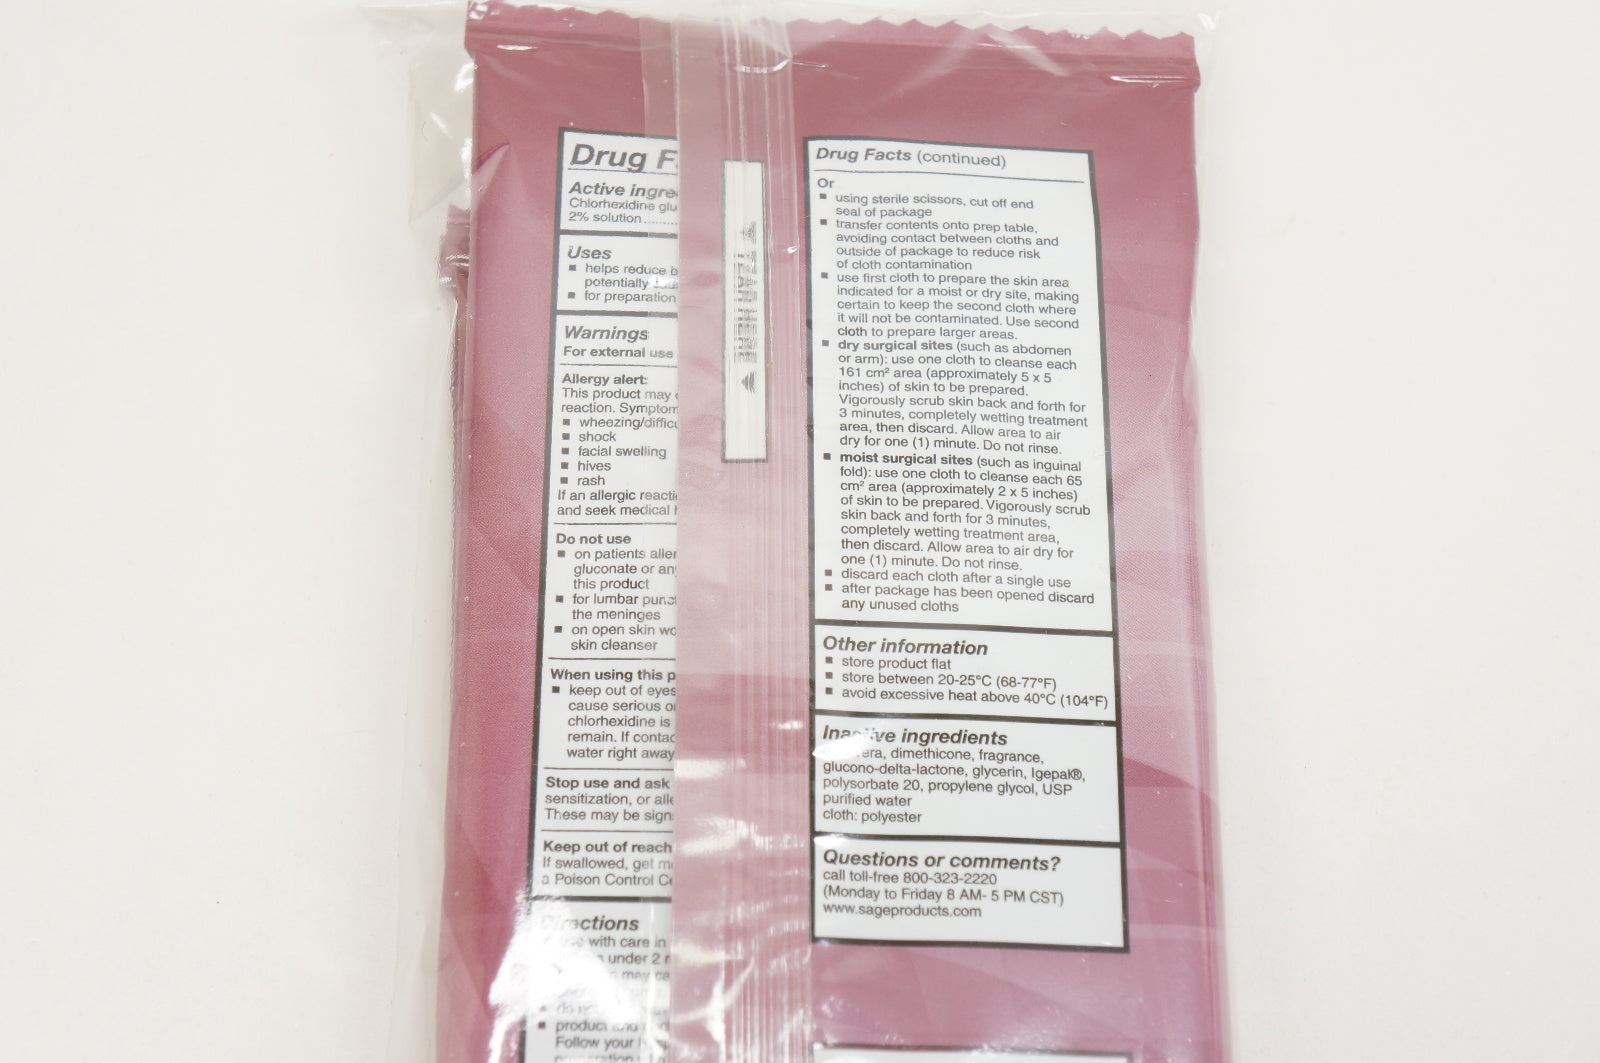 Drug
Active
Chlorhexidine
2% solution
Uses
helps reduce
potentially
for preparation
Warnings
For external use
Allergy alert:
This product may
reaction.
■ wheezing/
■ shock
■ facial swelling
■ hives
■ rash
If an allergic
and seek medical
Do not use
■ on patients
gluconate or
this product
■ for lumbar
the meninges
■ on open skin
skin cleanser
When using this
■ keep out of eyes
cause serious
chlorhexidine is
remain. If
water right away
Stop use and ask
sensitization, or
These may be
Keep out of reach
If swallowed, get
a Poison Control
Directions
with care in
under 2
may
product
Follow your
TEAR HERE
Drug Facts (continued)
Or
■ using sterile scissors, cut off end
seal of package
■ transfer contents onto prep table,
avoiding contact between cloths and
outside of package to reduce risk
of cloth contamination
■ use first cloth to prepare the skin area
indicated for a moist or dry site, making
certain to keep the second cloth where
it will not be contaminated. Use second
cloth to prepare larger areas.
■ dry surgical sites (such as abdomen
or arm): use one cloth to cleanse each
161 cm² area (approximately 5 x 5
inches) of skin to be prepared.
Vigorously scrub skin back and forth for
3 minutes, completely wetting treatment
area, then discard. Allow area to air
dry for one (1) minute. Do not rinse.
■ moist surgical sites (such as inguinal
fold): use one cloth to cleanse each 65
cm² area (approximately 2 x 5 inches)
of skin to be prepared. Vigorously scrub
skin back and forth for 3 minutes,
completely wetting treatment area,
then discard. Allow area to air dry for
one (1) minute. Do not rinse.
■ discard each cloth after a single use
■ after package has been opened discard
any unused cloths
Other information
■ store product flat
■ store between 20-25°C (68-77°F)
■ avoid excessive heat above 40°C (104°F)
Inactive ingredients
dimethicone, fragrance,
glucono-delta-lactone, glycerin, Igepal®,
polysorbate 20, propylene glycol, USP
purified water
cloth: polyester
Questions or comments?
call toll-free 800-323-2220
(Monday to Friday 8 AM- 5 PM CST)
www.sageproducts.com